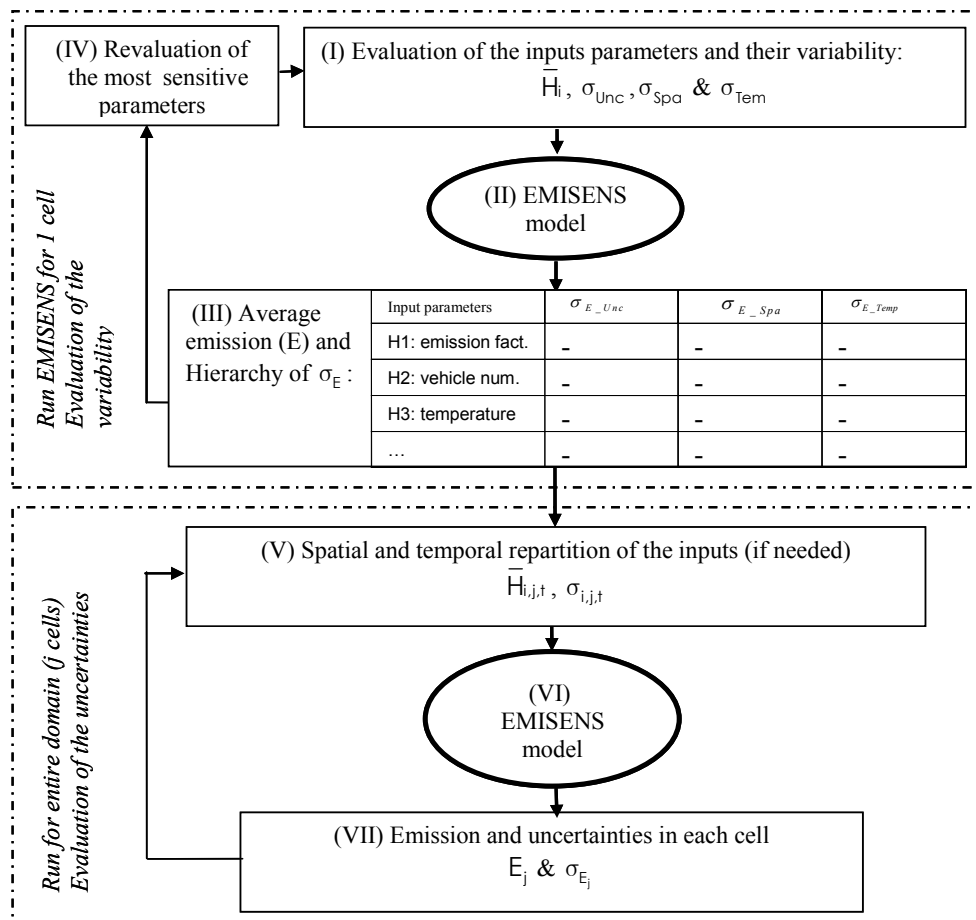 (IV) Revaluation of
the most sensitive
parameters
(I) Evaluation of the inputs parameters and their variability:
H̅i, σUnc, σSpa & σTem
(II) EMISENS
model
Run EMISENS for 1 cell
Evaluation of the
variability
(III) Average
emission (E) and
Hierarchy of σE :
Input parameters σE_Unc σE_Spa σE_Temp
H1: emission fact. - - -
H2: vehicle num. - - -
H3: temperature - - -
… - - -
Run for entire domain (j cells)
Evaluation of the uncertainties
(V) Spatial and temporal repartition of the inputs (if needed)
H̅i,j,t , σi,j,t
(VI)
EMISENS
model
(VII) Emission and uncertainties in each cell
Ej & σEj